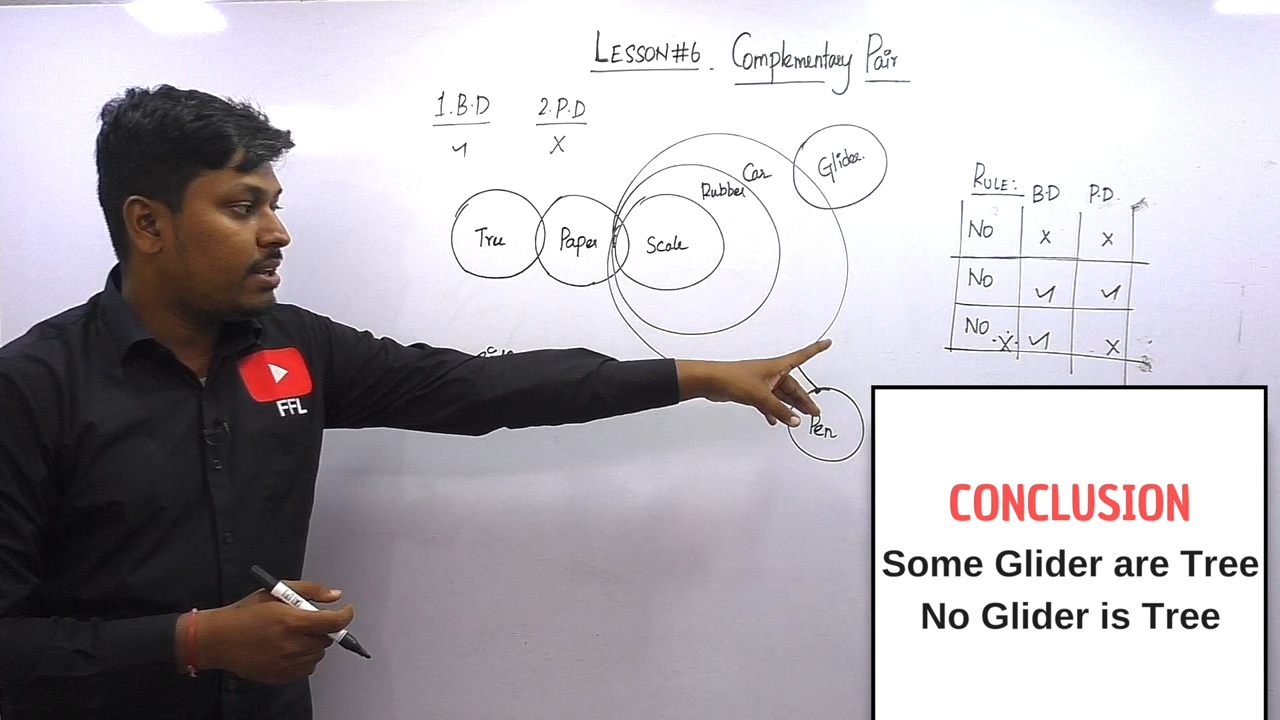 LESSON#6. Complementary Pair
1. B.D 2. P.D
✓ X
Glider
Car
Rubber
Tree Paper Scale
Pen
RULE: B.D P.D.
NO X X
NO ✓ ✓
NO X ✓ X
FFL
CONCLUSION
Some Glider are Tree
No Glider is Tree